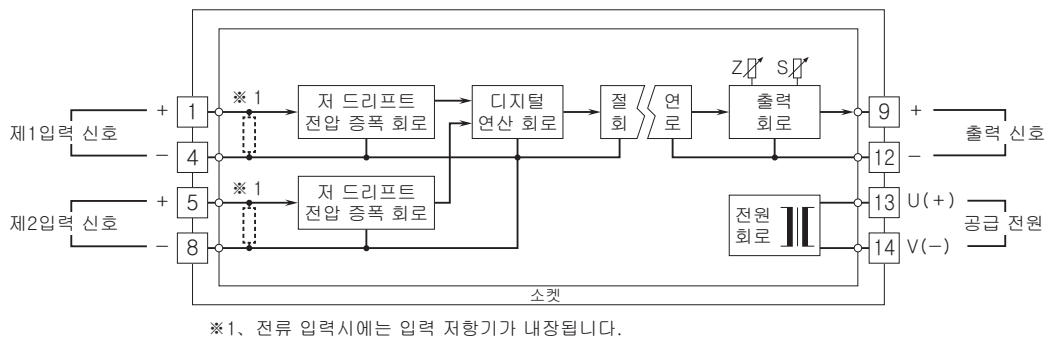 Z S
※ 1
+ 1
저 드리프트
전압 증폭 회로
디지털
연산 회로
절 연
회 로
출력
회로
9 +
제1입력 신호
출력 신호
− 4
12 −
+ 5
※ 1
저 드리프트
전압 증폭 회로
13 U(+)
제2입력 신호
전원
회로
공급 전원
− 8
14 V(−)
소켓
※1、전류 입력시에는 입력 저항기가 내장됩니다.